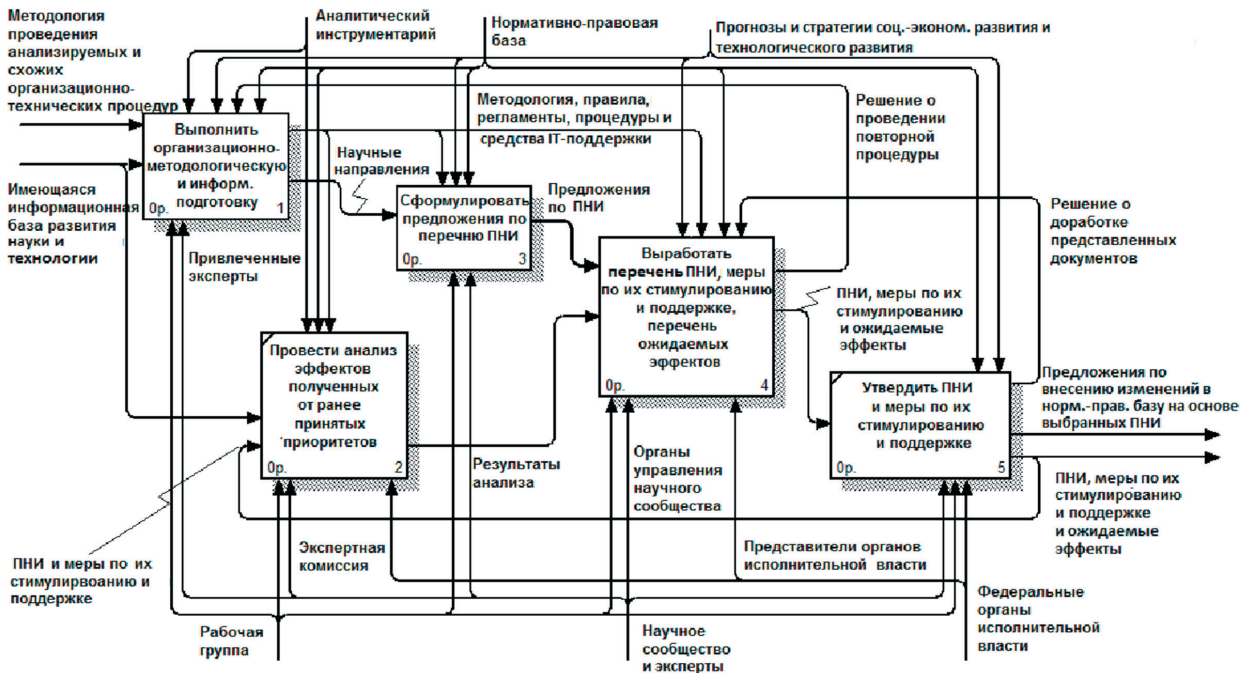 Методология
проведения
анализируемых и
схожих
организационно-
технических процедур
Аналитический
инструментарий
Нормативно-правовая
база
Прогнозы и стратегии соц.-эконом. развития и
технологического развития
Выполнить
организационно-
методологическую
и информ.
подготовку
0р.
1
Методология, правила,
регламенты, процедуры и
средства IT-поддержки
Решение о
проведении
повторной
процедуры
Научные
направления
Имеющаяся
информационная
база развития
науки и
технологии
Сформулировать
предложения по
перечню ПНИ
0р.
3
Предложения
по ПНИ
Решение о
доработке
представленных
документов
Привлеченные
эксперты
Выработать
перечень ПНИ, меры
по их стимулированию
и поддержке,
перечень
ожидаемых
эффектов
0р.
4
ПНИ, меры по их
стимулированию
и ожидаемые
эффекты
Провести анализ
эффектов
полученных
от ранее
принятых
приоритетов
0р.
2
Утвердить ПНИ
и меры по их
стимулированию
и поддержке
0р.
5
Предложения по
внесению изменений в
норм.-прав. базу на основе
выбранных ПНИ
Результаты
анализа
Органы
управления
научного
сообщества
ПНИ, меры по их
стимулированию
и поддержке
и ожидаемые
эффекты
ПНИ и меры по их
стимулирвоанию и
поддержке
Экспертная
комиссия
Представители органов
исполнительной власти
Рабочая
группа
Научное
сообщество
и эксперты
Федеральные
органы
исполнительной
власти